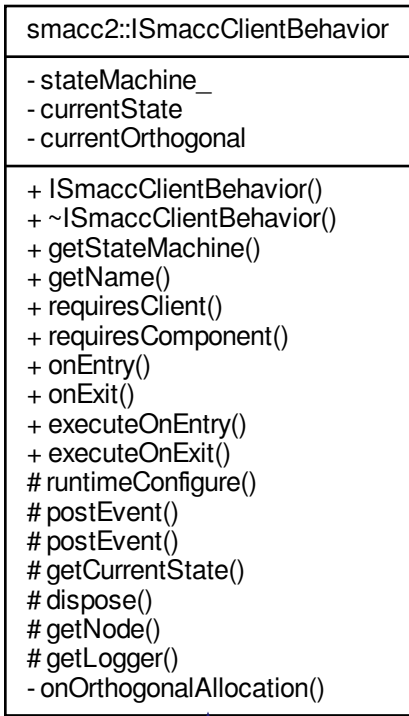 smacc2::ISmaccClientBehavior
- stateMachine_
- currentState
- currentOrthogonal
+ ISmaccClientBehavior()
+ ~ISmaccClientBehavior()
+ getStateMachine()
+ getName()
+ requiresClient()
+ requiresComponent()
+ onEntry()
+ onExit()
+ executeOnEntry()
+ executeOnExit()
# runtimeConfigure()
# postEvent()
# postEvent()
# getCurrentState()
# dispose()
# getNode()
# getLogger()
- onOrthogonalAllocation()